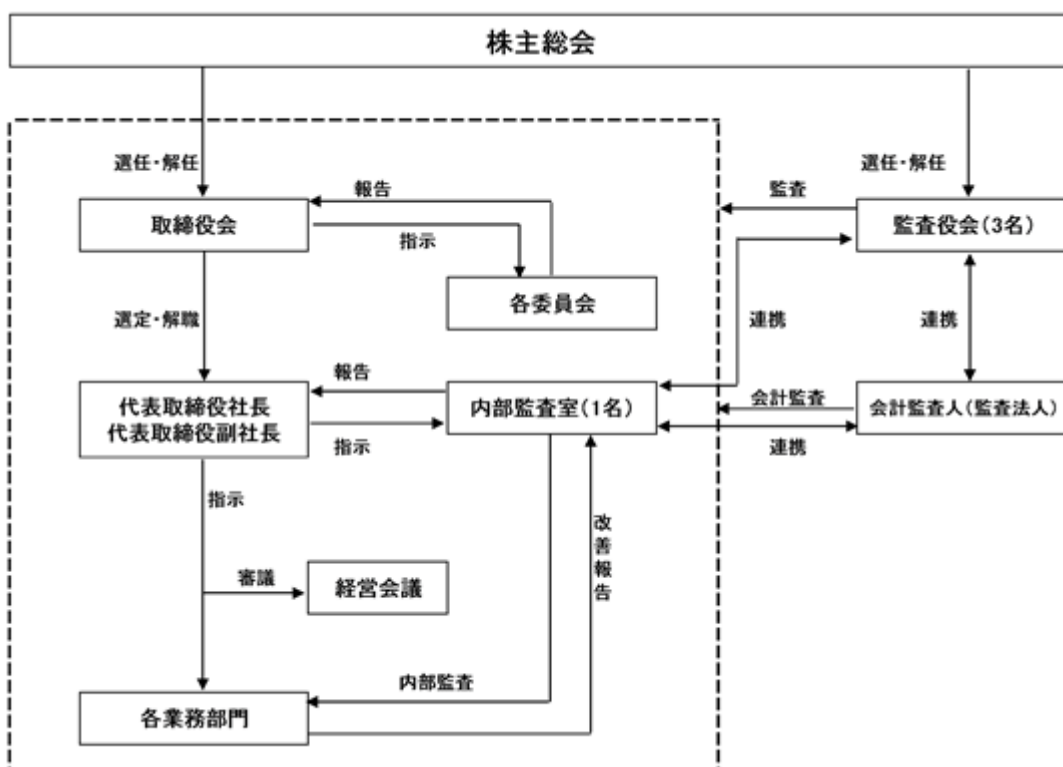 株主総会
選任・解任
選任・解任
報告
監査
取締役会
監査役会(3名)
指示
各委員会
選定・解職
連携
連携
報告
代表取締役社長
代表取締役副社長
内部監査室(1名)
会計監査
会計監査人(監査法人)
指示
連携
指示
改善報告
審議
経営会議
内部監査
各業務部門